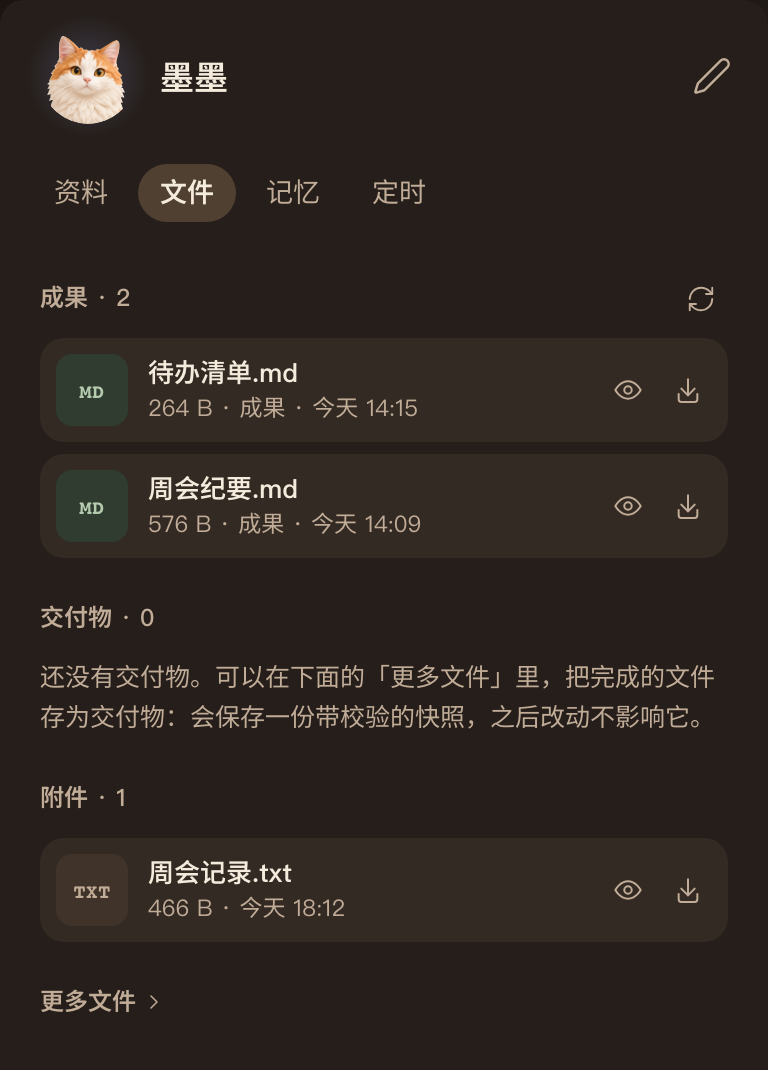 墨墨
资料 文件 记忆 定时
成果 · 2
MD
待办清单.md
264 B · 成果 · 今天 14:15
MD
周会纪要.md
576 B · 成果 · 今天 14:09
交付物 · 0
还没有交付物。可以在下面的「更多文件」里，把完成的文件
存为交付物：会保存一份带校验的快照，之后改动不影响它。
附件 · 1
TXT
周会记录.txt
466 B · 今天 18:12
更多文件